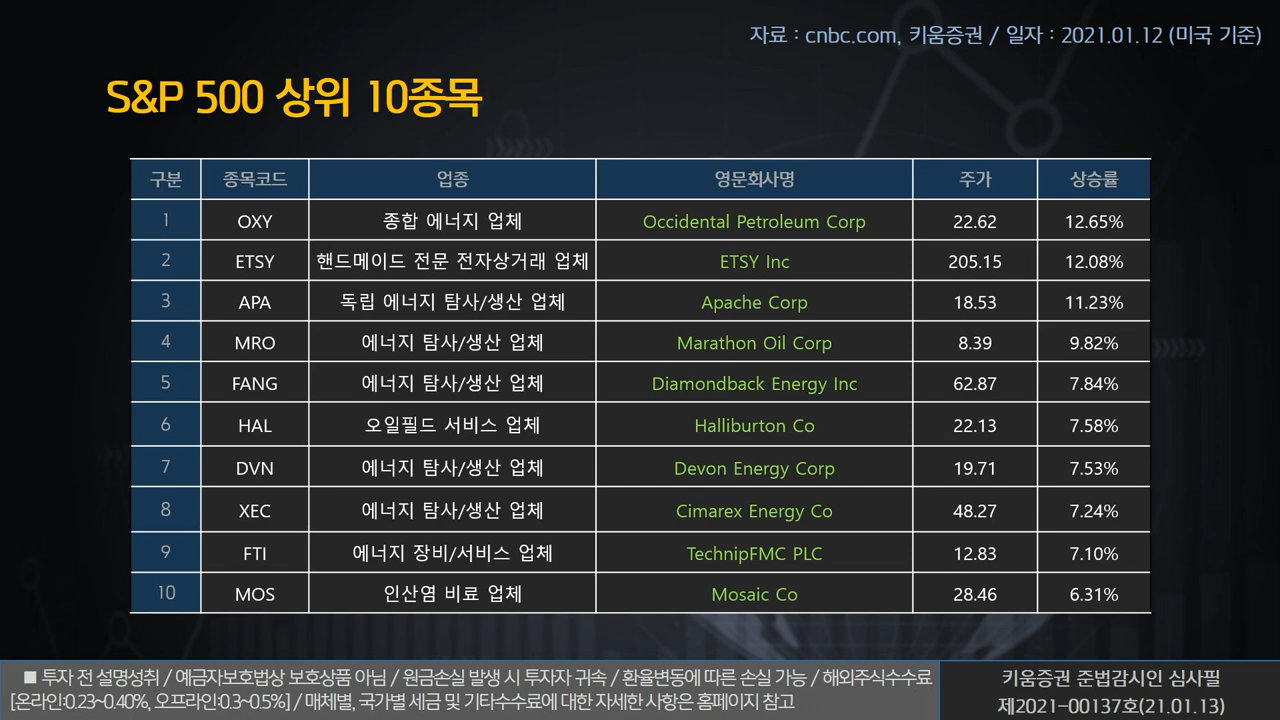 자료 : cnbc.com, 키움증권 / 일자 : 2021.01.12 (미국 기준)
S&P 500 상위 10종목
구분 종목코드 업종 영문회사명 주가 상승률
1 OXY 종합 에너지 업체 Occidental Petroleum Corp 22.62 12.65%
2 ETSY 핸드메이드 전문 전자상거래 업체 ETSY Inc 205.15 12.08%
3 APA 독립 에너지 탐사/생산 업체 Apache Corp 18.53 11.23%
4 MRO 에너지 탐사/생산 업체 Marathon Oil Corp 8.39 9.82%
5 FANG 에너지 탐사/생산 업체 Diamondback Energy Inc 62.87 7.84%
6 HAL 오일필드 서비스 업체 Halliburton Co 22.13 7.58%
7 DVN 에너지 탐사/생산 업체 Devon Energy Corp 19.71 7.53%
8 XEC 에너지 탐사/생산 업체 Cimarex Energy Co 48.27 7.24%
9 FTI 에너지 장비/서비스 업체 TechnipFMC PLC 12.83 7.10%
10 MOS 인산염 비료 업체 Mosaic Co 28.46 6.31%
■ 투자 전 설명성취 / 예금자보호법상 보호상품 아님 / 원금손실 발생 시 투자자 귀속 / 환율변동에 따른 손실 가능 / 해외주식수수료
[온라인:0.23~0.40%, 오프라인:0.3~0.5%] / 매체별, 국가별 세금 및 기타수수료에 대한 자세한 사항은 홈페이지 참고
키움증권 준법감시인 심사필
제2021-00137호(21.01.13)